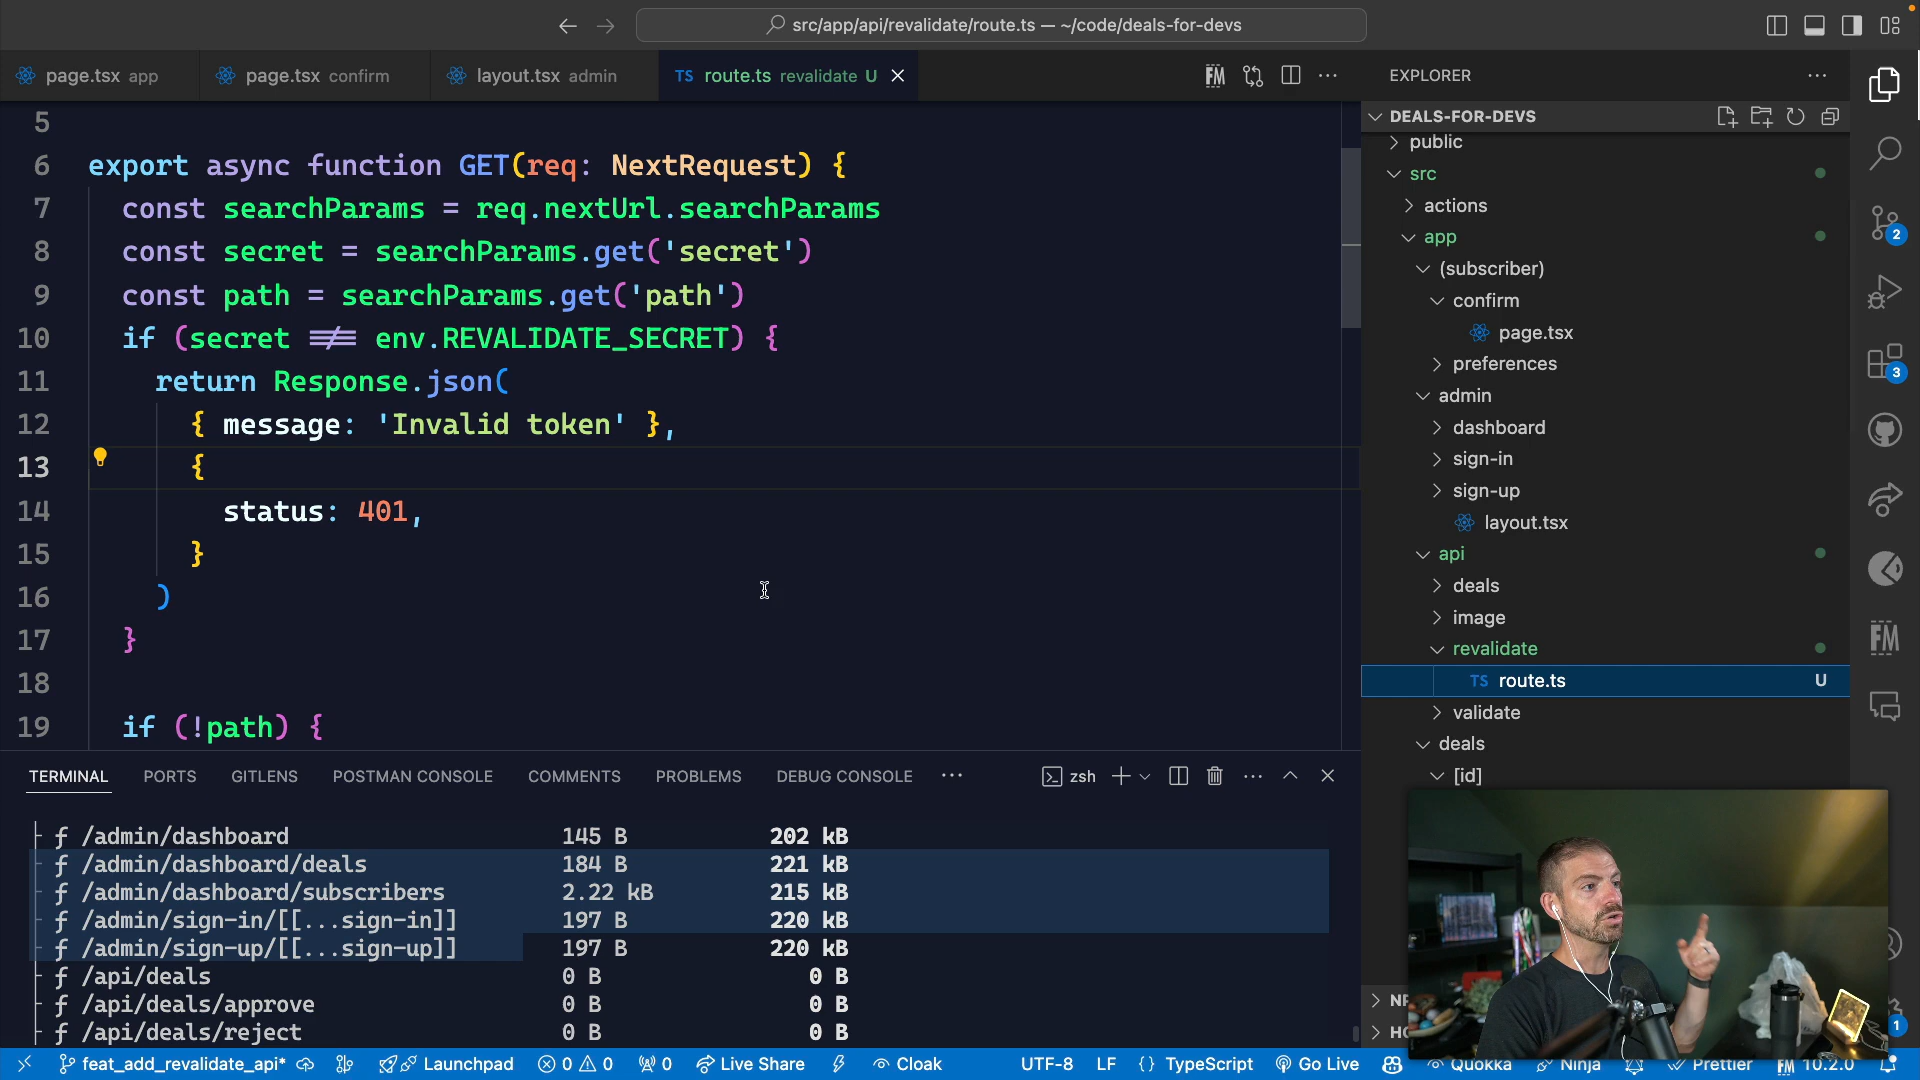 src/app/api/revalidate/route.ts — ~/code/deals-for-devs
page.tsx app
page.tsx confirm
layout.tsx admin
TS route.ts revalidate U
EXPLORER
DEALS-FOR-DEVS
5
6 export async function GET(req: NextRequest) {
7 const searchParams = req.nextUrl.searchParams
8 const secret = searchParams.get('secret')
9 const path = searchParams.get('path')
10 if (secret !== env.REVALIDATE_SECRET) {
11 return Response.json(
12 { message: 'Invalid token' },
13 {
14 status: 401,
15 }
16 )
17 }
18
19 if (!path) {
public
src
actions
app
(subscriber)
confirm
page.tsx
preferences
admin
dashboard
sign-in
sign-up
layout.tsx
api
deals
image
revalidate
TS route.ts U
validate
deals
[id]
2
3
FM
1
TERMINAL PORTS GITLENS POSTMAN CONSOLE COMMENTS PROBLEMS DEBUG CONSOLE
zsh
ƒ /admin/dashboard 145 B 202 kB
ƒ /admin/dashboard/deals 184 B 221 kB
ƒ /admin/dashboard/subscribers 2.22 kB 215 kB
ƒ /admin/sign-in/[[...sign-in]] 197 B 220 kB
ƒ /admin/sign-up/[[...sign-up]] 197 B 220 kB
ƒ /api/deals 0 B 0 B
ƒ /api/deals/approve 0 B 0 B
ƒ /api/deals/reject 0 B 0 B
feat_add_revalidate_api* Launchpad 0 0 0 Live Share Cloak UTF-8 LF {} TypeScript Go Live Quokka Ninja Prettier FM 10.2.0